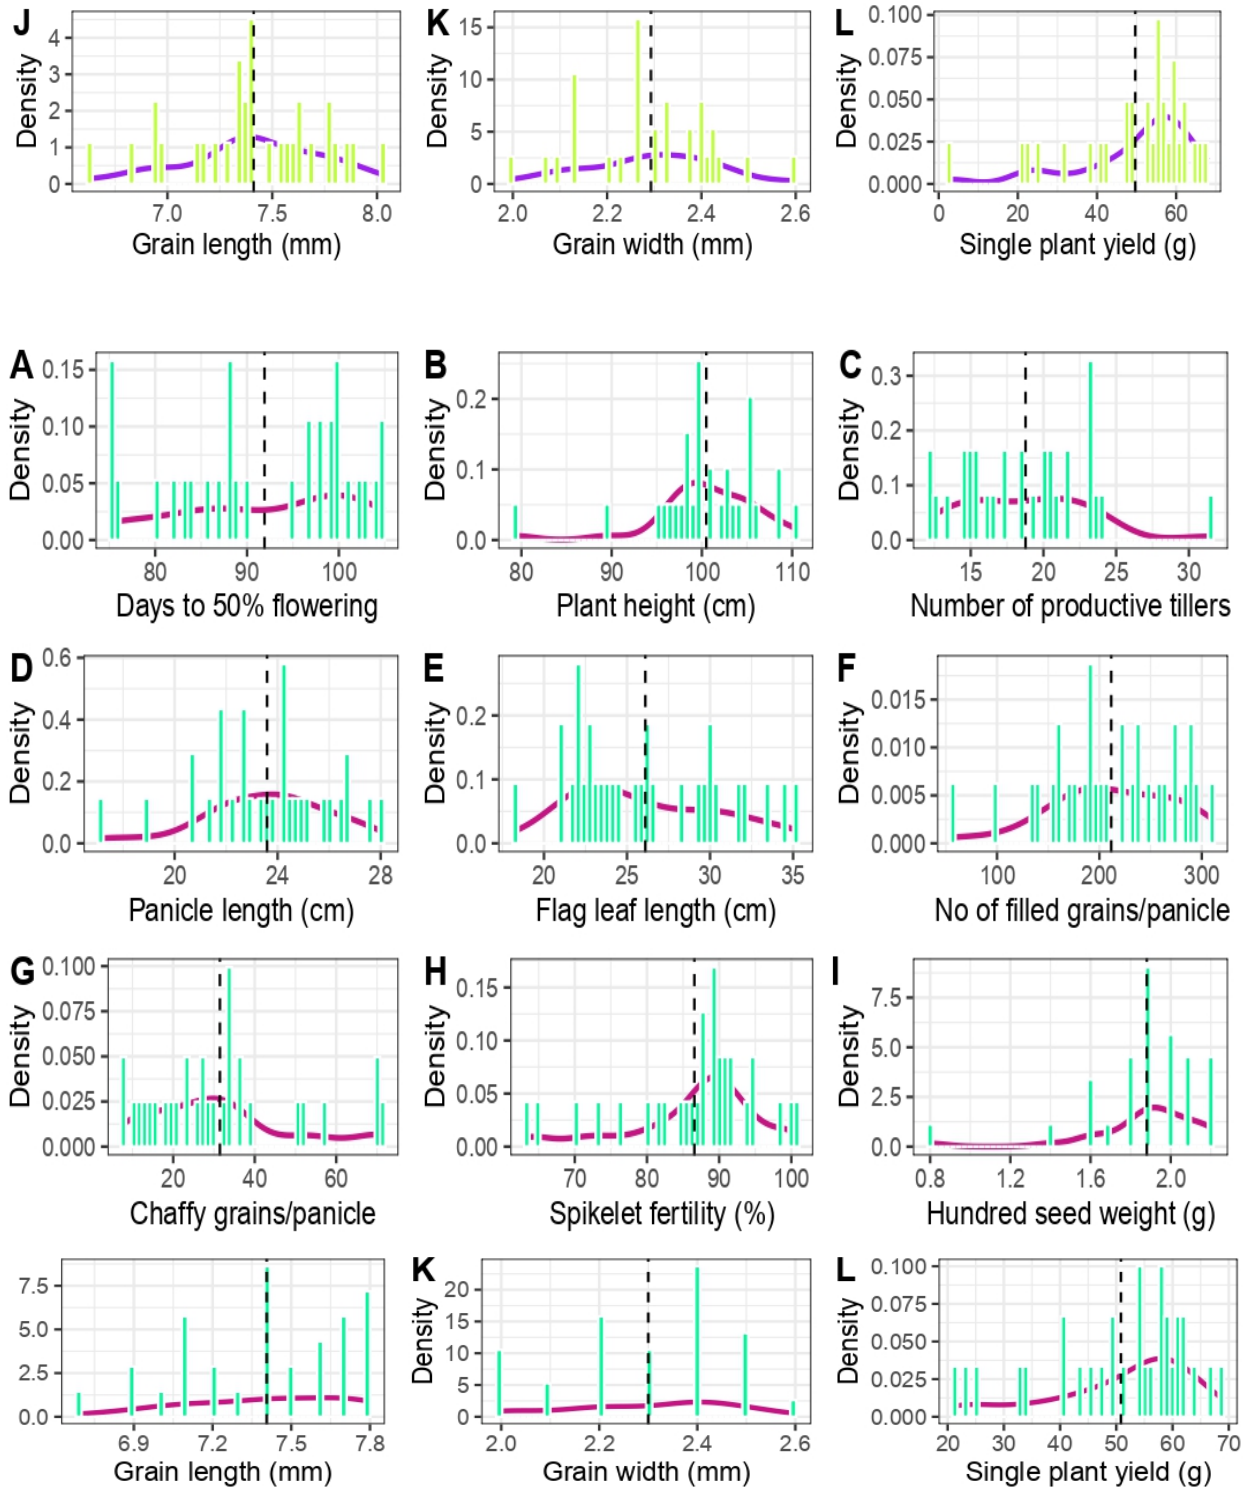 J K L
Density 4 3 2 1 0
Density 15 10 5 0
Density 0.100 0.075 0.050 0.025 0.000
7.0 7.5 8.0
2.0 2.2 2.4 2.6
0 20 40 60
Grain length (mm)
Grain width (mm)
Single plant yield (g)
A B C
Density 0.15 0.10 0.05 0.00
Density 0.2 0.1 0.0
Density 0.3 0.2 0.1 0.0
80 90 100
80 90 100 110
15 20 25 30
Days to 50% flowering
Plant height (cm)
Number of productive tillers
D E F
Density 0.6 0.4 0.2 0.0
Density 0.2 0.1 0.0
Density 0.015 0.010 0.005 0.000
20 24 28
20 25 30 35
100 200 300
Panicle length (cm)
Flag leaf length (cm)
No of filled grains/panicle
G H I
Density 0.100 0.075 0.050 0.025 0.000
Density 0.15 0.10 0.05 0.00
Density 7.5 5.0 2.5 0.0
20 40 60
70 80 90 100
0.8 1.2 1.6 2.0
Chaffy grains/panicle
Spikelet fertility (%)
Hundred seed weight (g)
K L
7.5 5.0 2.5 0.0
Density 20 15 10 5 0
Density 0.100 0.075 0.050 0.025 0.000
6.9 7.2 7.5 7.8
2.0 2.2 2.4 2.6
20 30 40 50 60 70
Grain length (mm)
Grain width (mm)
Single plant yield (g)